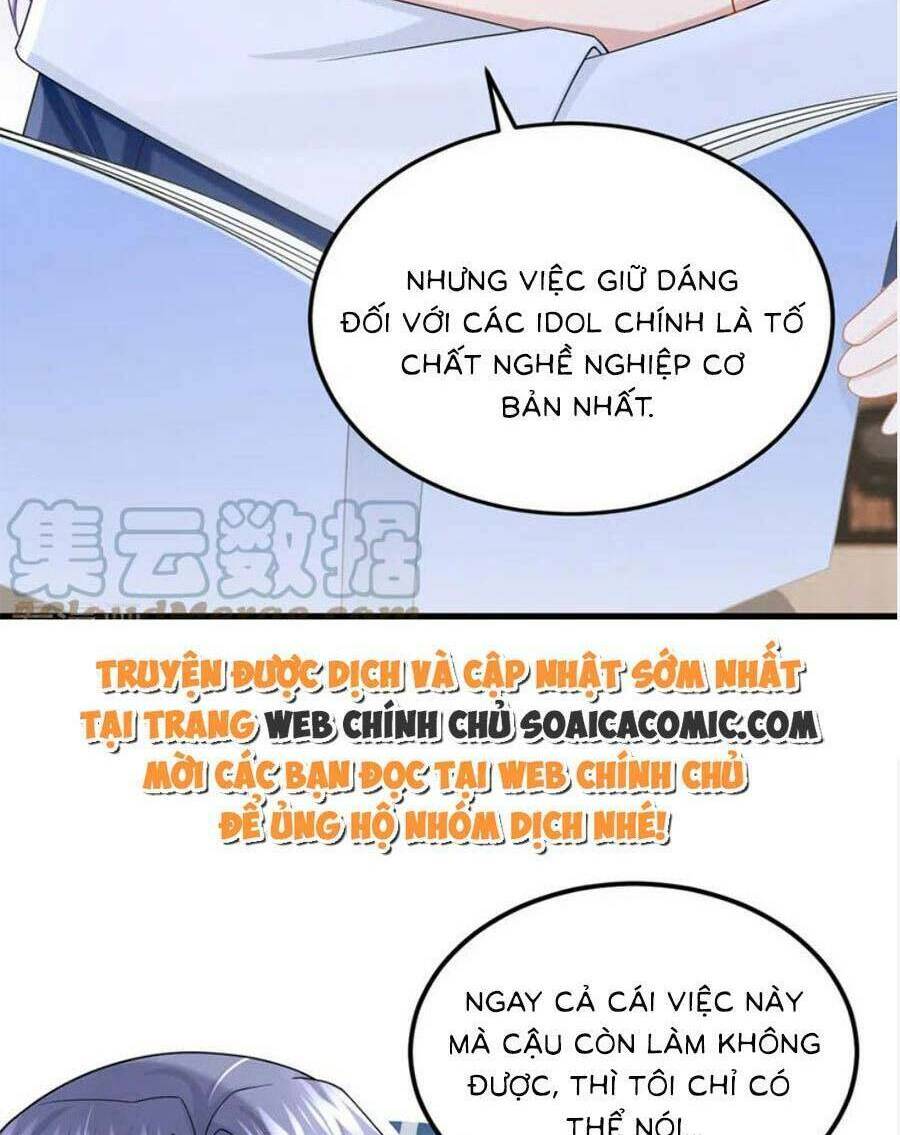 NHƯNG VIỆC GIỮ DÁNG
ĐỐI VỚI CÁC IDOL CHÍNH LÀ TỐ
CHẤT NGHỀ NGHIỆP CƠ
BẢN NHẤT.
集云数据
TRUYỆN ĐƯỢC DỊCH VÀ CẬP NHẬT SỚM NHẤT
TẠI TRANG WEB CHÍNH CHỦ SOAICACOMIC.COM
MỜI CÁC BẠN ĐỌC TẠI WEB CHÍNH CHỦ
ĐỂ ỦNG HỘ NHÓM DỊCH NHÉ!
NGAY CẢ CÁI VIỆC NÀY
MÀ CẬU CÒN LÀM KHÔNG
ĐƯỢC, THÌ TÔI CHỈ CÓ
THỂ NÓI...